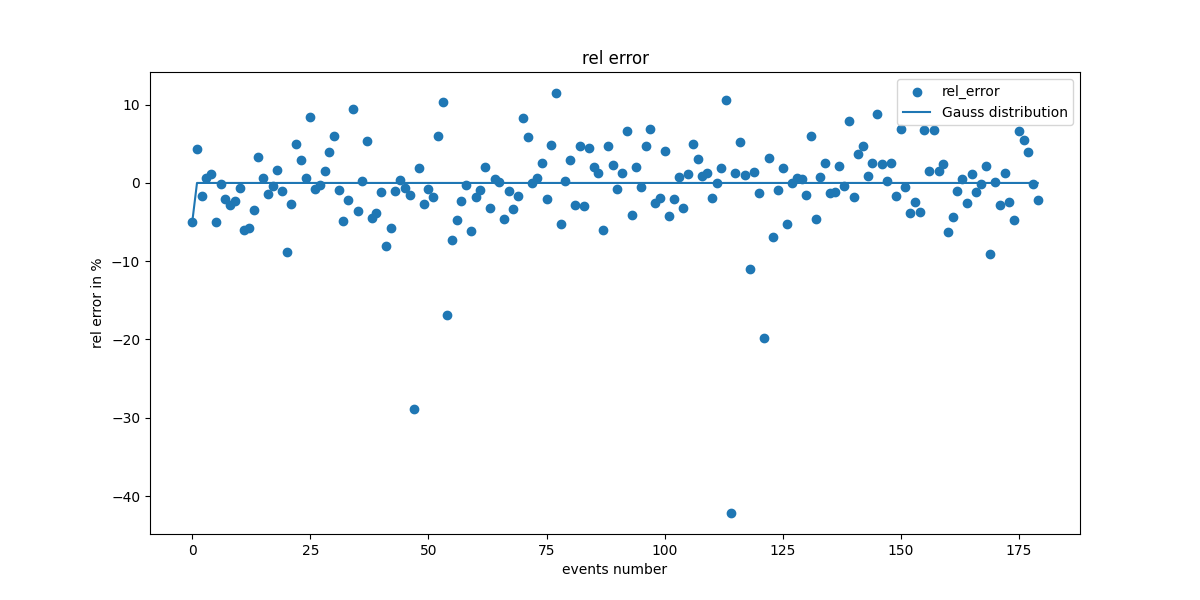 rel error
rel_error
Gauss distribution
10
0
−10
−20
−30
−40
rel error in %
0 25 50 75 100 125 150 175
events number